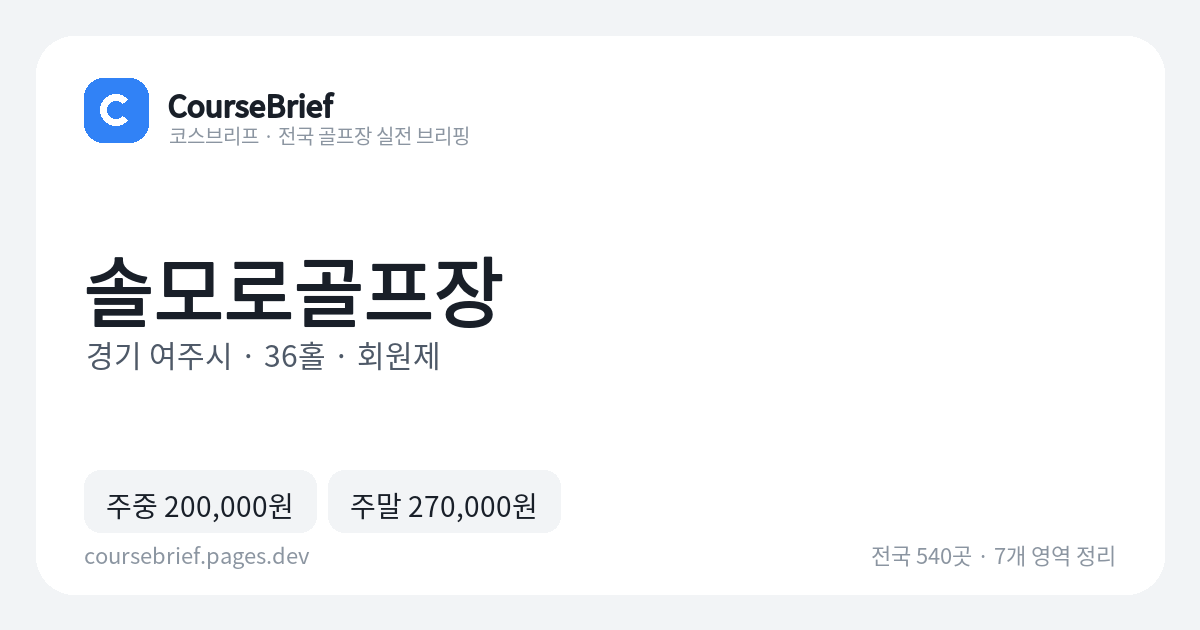 CourseBrief
코스브리프 · 전국 골프장 실전 브리핑
솔모로골프장
경기 여주시 · 36홀 · 회원제
주중 200,000원 주말 270,000원
coursebrief.pages.dev 전국 540곳 · 7개 영역 정리